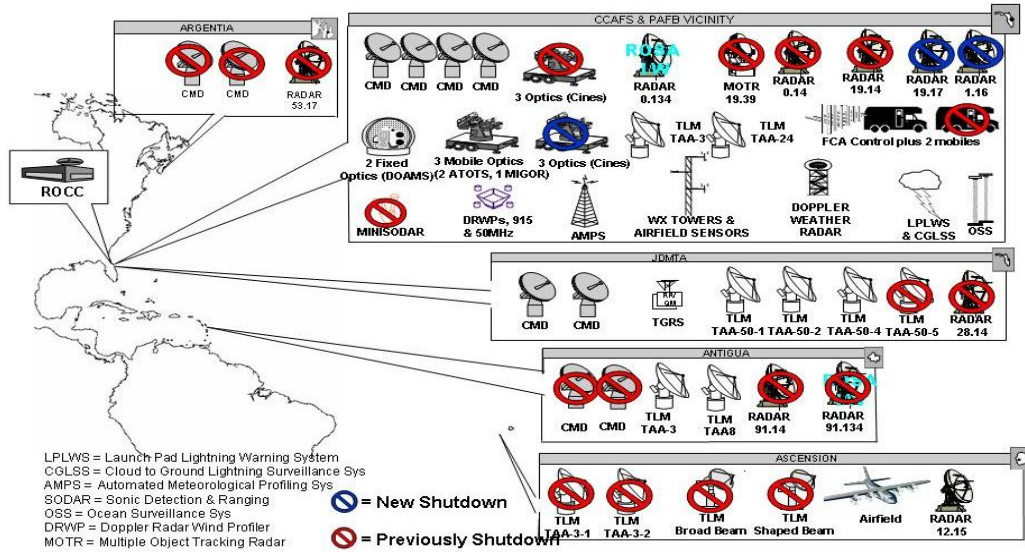 ARGENTIA
CMD
CMD
RADAR
53.17
ROCC
CCAFS & PAFB VICINITY
CMD CMD CMD CMD
3 Optics (Cines)
RADAR
0.134
MOTR
19.39
RADAR
0.14
RADAR
19.14
RADAR
19.17
RADAR
1.16
2 Fixed
Optics (DOAMS)
3 Mobile Optics
(2 ATOTS, 1 MIGOR)
3 Optics (Cines)
TLM
TAA-3
TLM
TAA-24
FCA Control plus 2 mobiles
MINISODAR
DRWPs, 915
& 50MHz
AMPS
WX TOWERS &
AIRFIELD SENSORS
DOPPLER
WEATHER
RADAR
LPLWS
& CGLSS
OSS
JDMTA
CMD
CMD
TGRS
TLM
TAA-50-1
TLM
TAA-50-2
TLM
TAA-50-4
TLM
TAA-50-5
RADAR
28.14
ANTIGUA
CMD
CMD
TLM
TAA-3
TLM
TAA8
RADAR
91.14
RADAR
91.134
ASCENSION
TLM
TAA-3-1
TLM
TAA-3-2
TLM
Broad Beam
TLM
Shaped Beam
Airfield
RADAR
12.15
LPLWS = Launch Pad Lightning Warning System
CGLSS = Cloud to Ground Lightning Surveillance Sys
AMPS = Automated Meteorological Profiling Sys
SODAR = Sonic Detection & Ranging
OSS = Ocean Surveillance Sys
DRWP = Doppler Radar Wind Profiler
MOTR = Multiple Object Tracking Radar
= New Shutdown
= Previously Shutdown